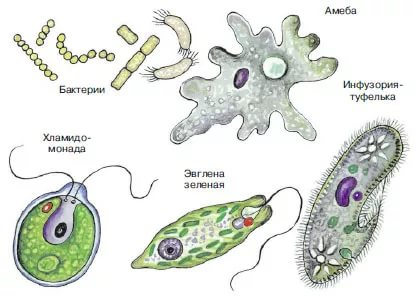 Амеба
Бактерии
Инфузория-
туфелька
Хламидо-
монада
Эвглена
зеленая